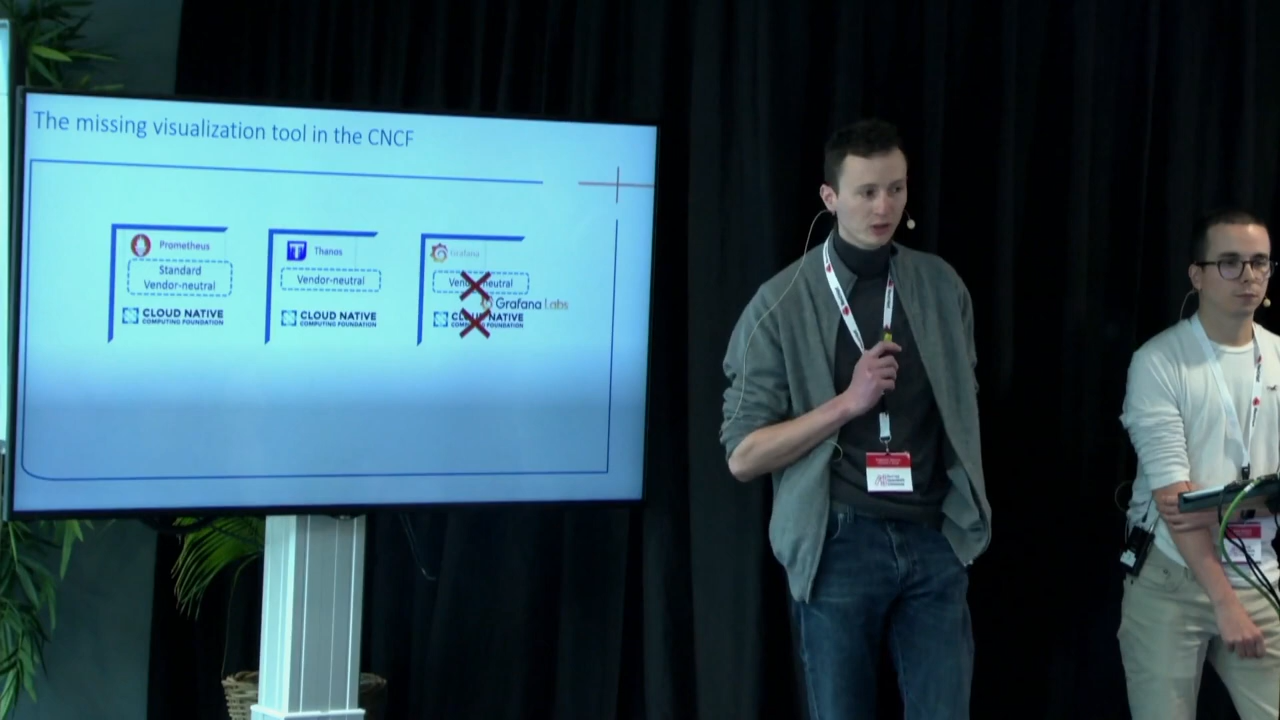 The missing visualization tool in the CNCF
Prometheus
Standard
Vendor-neutral
CLOUD NATIVE
COMPUTING FOUNDATION
Thanos
Vendor-neutral
CLOUD NATIVE
COMPUTING FOUNDATION
Grafana
Vendor-neutral
Grafana Labs
CLOUD NATIVE
COMPUTING FOUNDATION